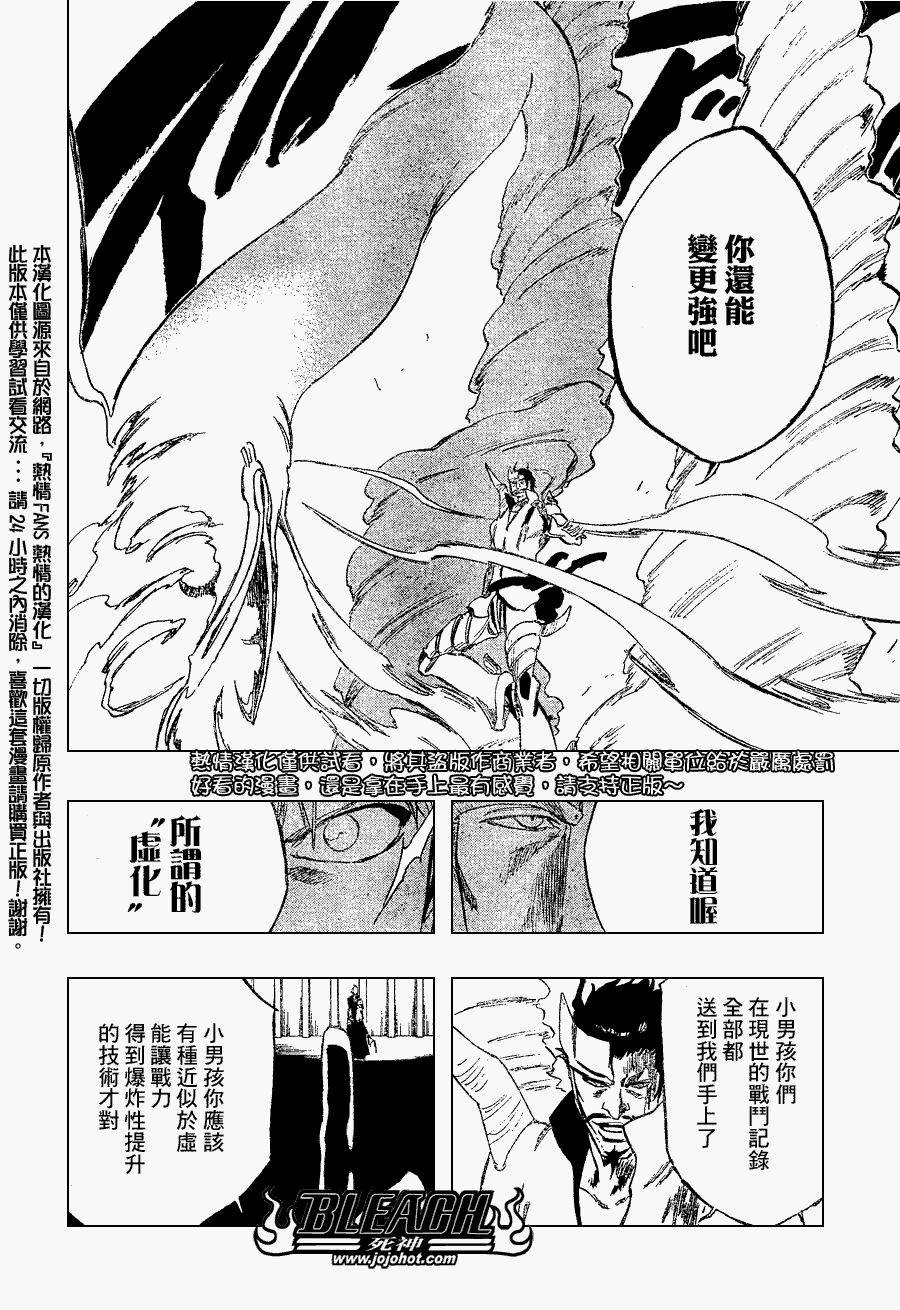 你還能
變更強吧
本漢化圖源來自於網路，『熱情FANS 熱情的漢化』一切版權歸原作者與出版社擁有！
此版本僅供學習試看交流…請24小時之內消除，喜歡這套漫畫請購買正版！謝謝。
熱情漢化僅供試看，將其盜版作商業者，希望相關單位給於嚴厲處罰
好看的漫畫，還是拿在手上最有感覺，請支持正版～
我知道喔
所謂的
"虛化"
小男孩你們
在現世的戰鬥記錄
全部都
送到我們手上了
小男孩你應該
有種近似於虛
能讓戰力
得到爆炸性提升
的技術才對
BLEACH
死神
www.jojohot.com